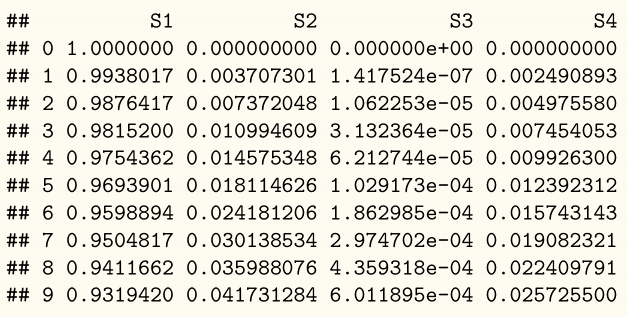 ## S1 S2 S3 S4
## 0 1.0000000 0.000000000 0.000000e+00 0.000000000
## 1 0.9938017 0.003707301 1.417524e-07 0.002490893
## 2 0.9876417 0.007372048 1.062253e-05 0.004975580
## 3 0.9815200 0.010994609 3.132364e-05 0.007454053
## 4 0.9754362 0.014575348 6.212744e-05 0.009926300
## 5 0.9693901 0.018114626 1.029173e-04 0.012392312
## 6 0.9598894 0.024181206 1.862985e-04 0.015743143
## 7 0.9504817 0.030138534 2.974702e-04 0.019082321
## 8 0.9411662 0.035988076 4.359318e-04 0.022409791
## 9 0.9319420 0.041731284 6.011895e-04 0.025725500